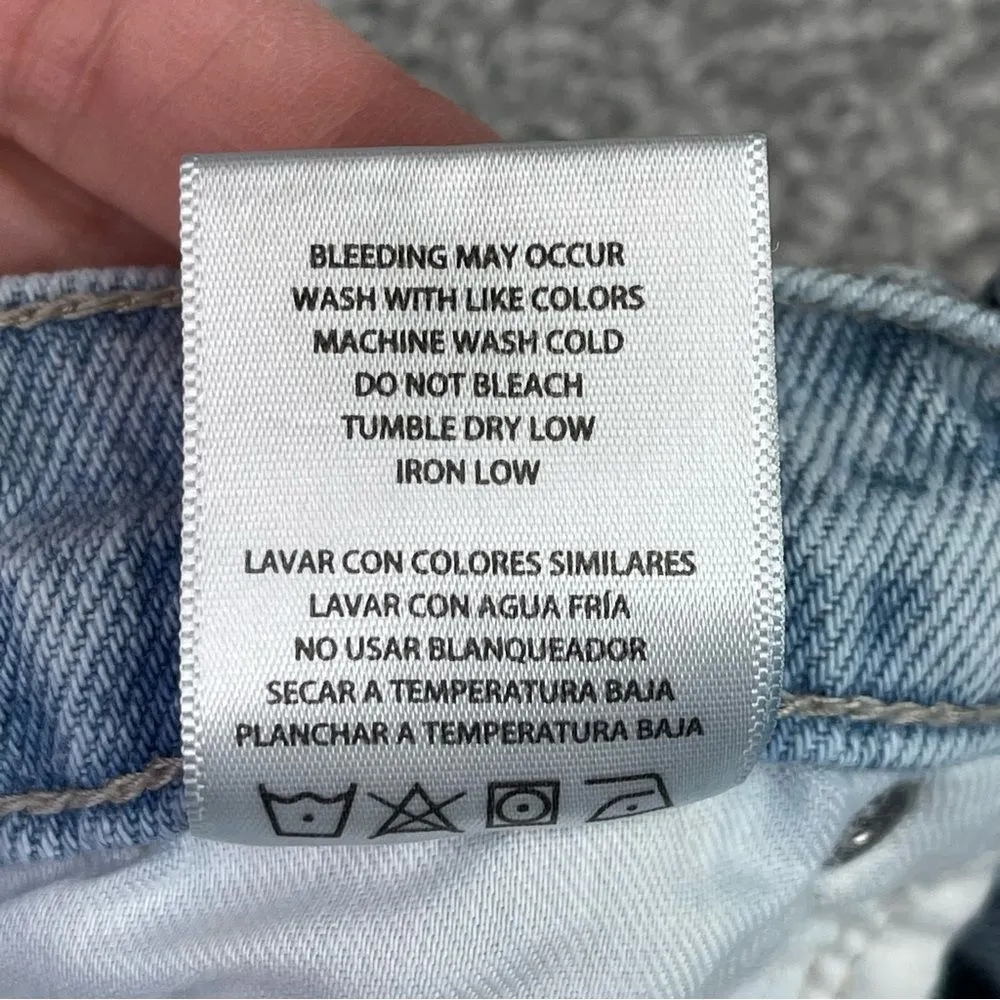 BLEEDING MAY OCCUR
WASH WITH LIKE COLORS
MACHINE WASH COLD
DO NOT BLEACH
TUMBLE DRY LOW
IRON LOW
LAVAR CON COLORES SIMILARES
LAVAR CON AGUA FRÍA
NO USAR BLANQUEADOR
SECAR A TEMPERATURA BAJA
PLANCHAR A TEMPERATURA BAJA